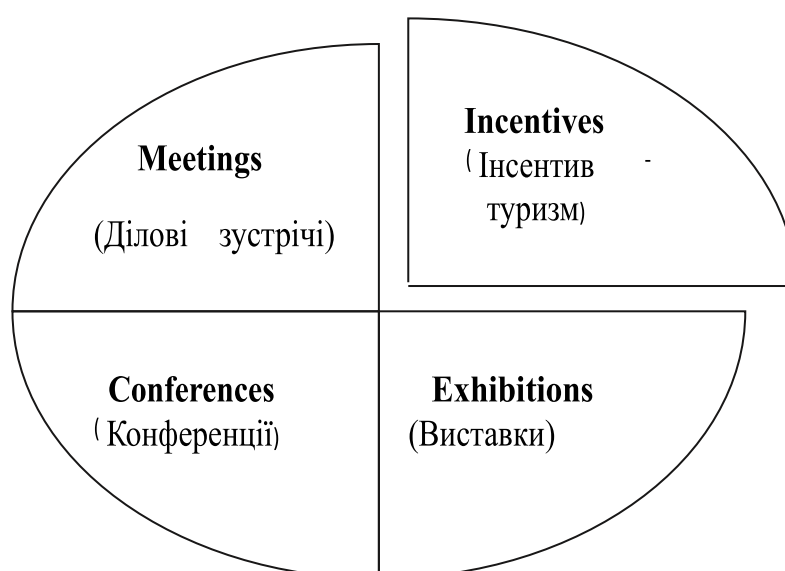 Meetings
(Ділові зустрічі)
Incentives
(Інсентив -
туризм)
Conferences
(Конференції)
Exhibitions
(Виставки)